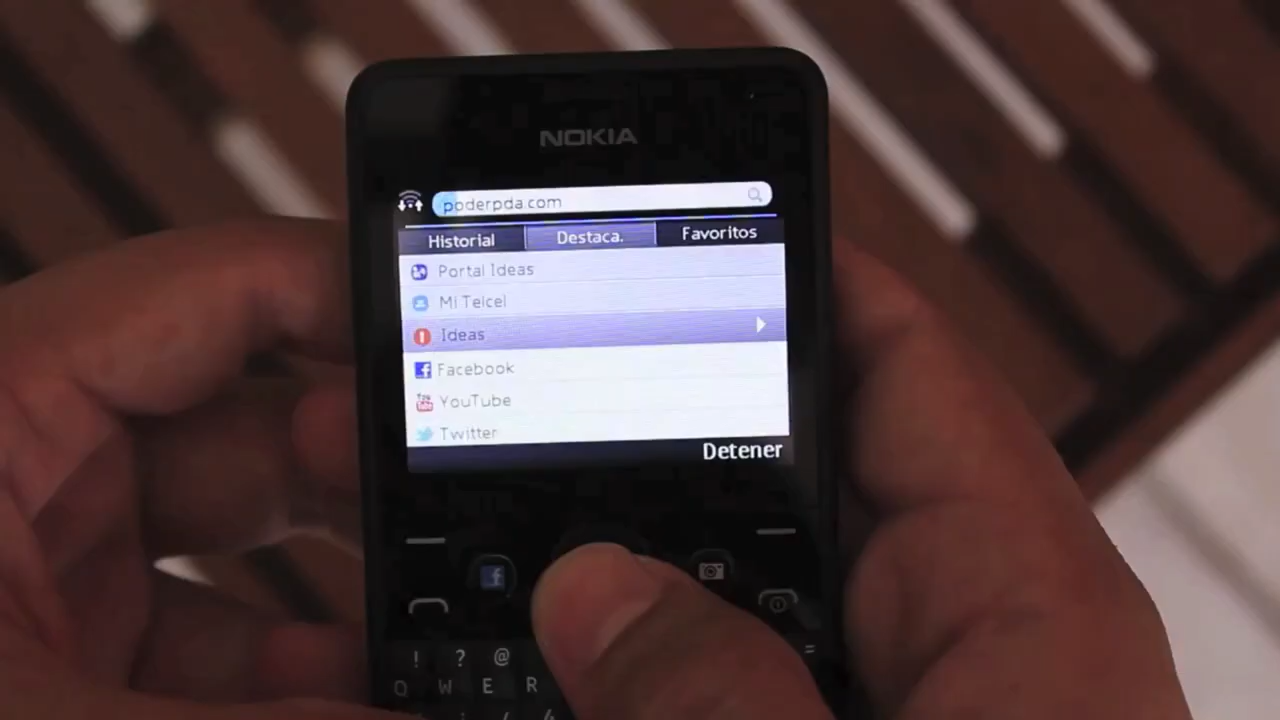 NOKIA
poderpda.com
Historial Destaca. Favoritos
Portal Ideas
Mi Telcel
Ideas
Facebook
YouTube
Twitter
Detener
f
! ? @ =
Q W E R